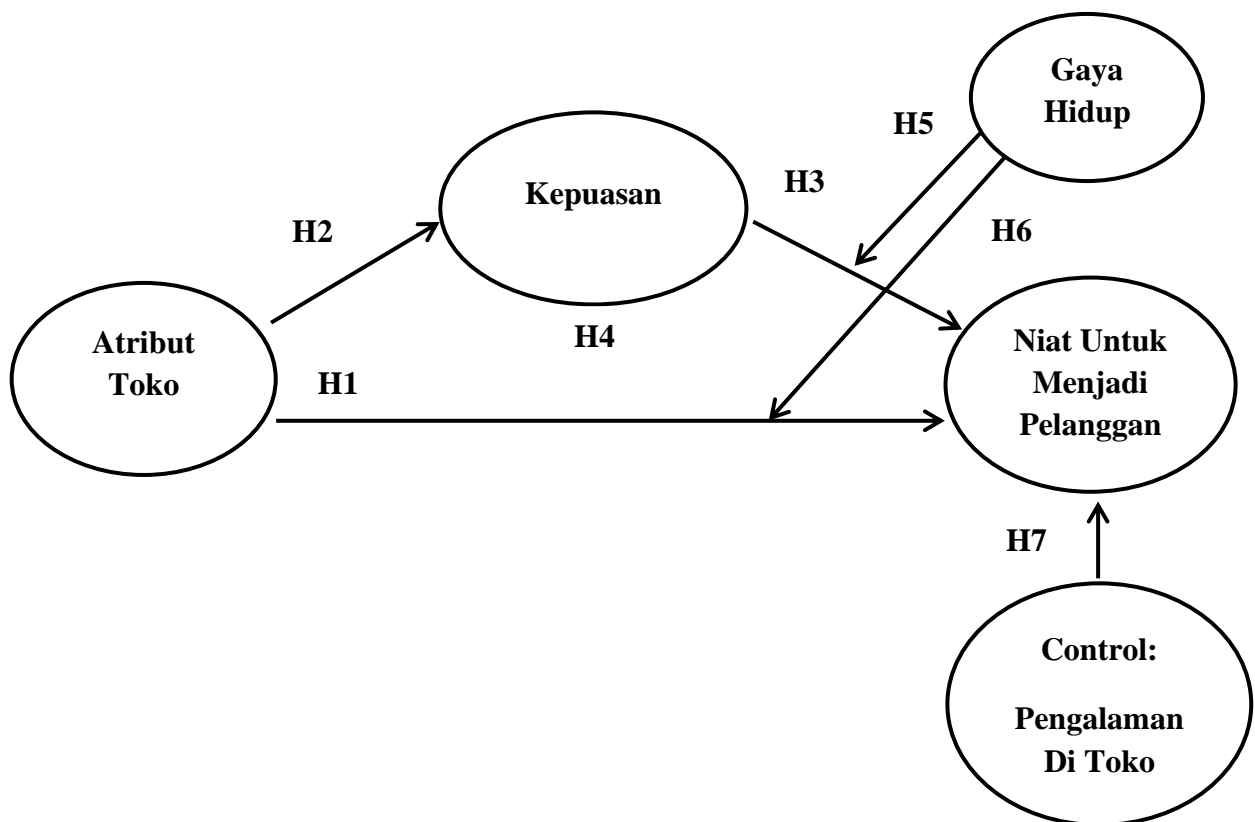 Gaya
Hidup
H5
Kepuasan
H3
H2
H6
Atribut
Toko
H4
Niat Untuk
Menjadi
Pelanggan
H1
H7
Control:
Pengalaman
Di Toko